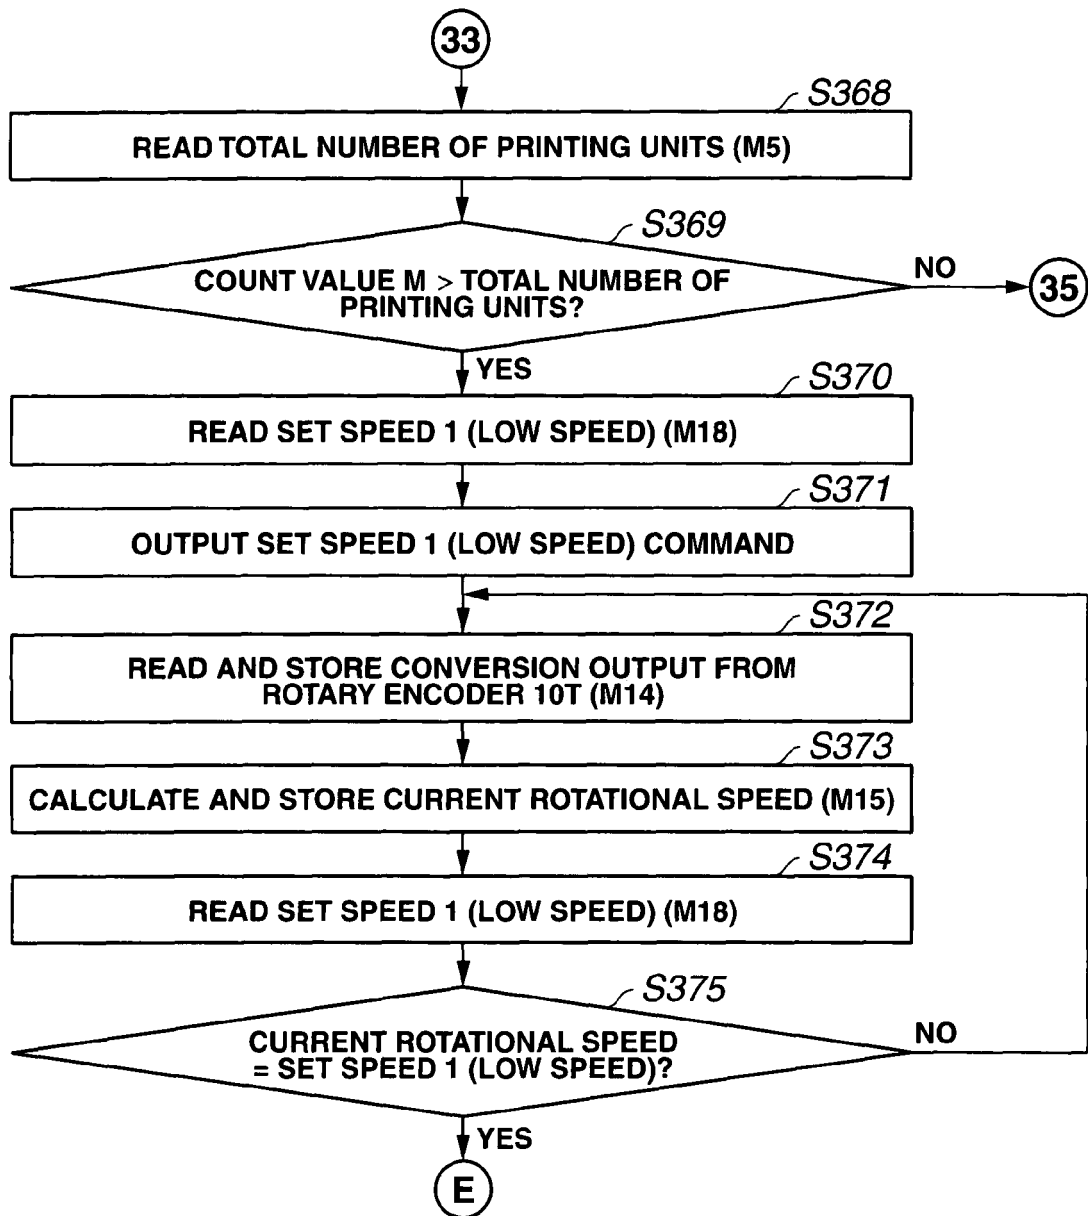 33
S368
READ TOTAL NUMBER OF PRINTING UNITS (M5)
S369
COUNT VALUE M > TOTAL NUMBER OF
PRINTING UNITS?
NO
35
YES
S370
READ SET SPEED 1 (LOW SPEED) (M18)
S371
OUTPUT SET SPEED 1 (LOW SPEED) COMMAND
S372
READ AND STORE CONVERSION OUTPUT FROM
ROTARY ENCODER 10T (M14)
S373
CALCULATE AND STORE CURRENT ROTATIONAL SPEED (M15)
S374
READ SET SPEED 1 (LOW SPEED) (M18)
S375
CURRENT ROTATIONAL SPEED
= SET SPEED 1 (LOW SPEED)?
NO
YES
E